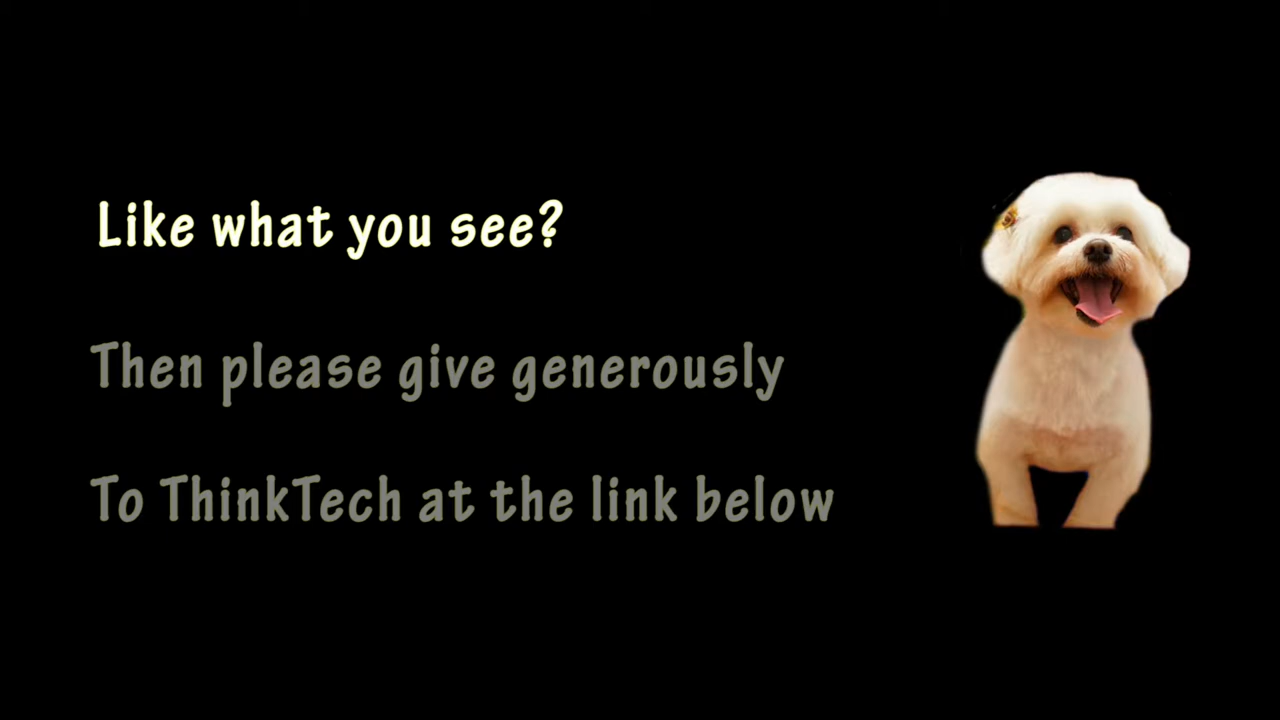 Like what you see?
Then please give generously
To ThinkTech at the link below